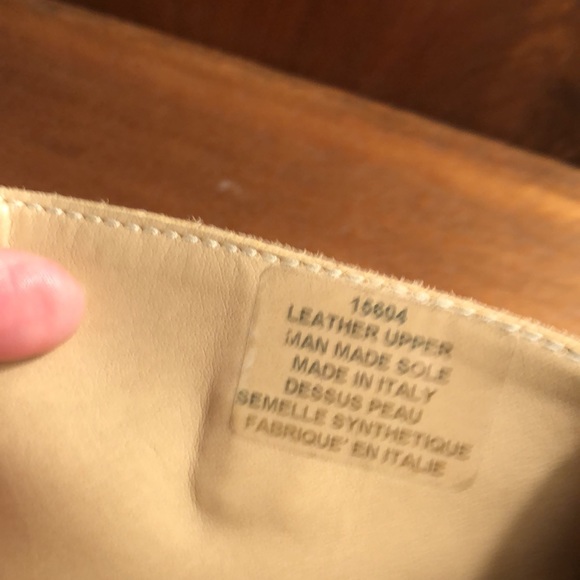 15604
LEATHER UPPER
MAN MADE SOLE
MADE IN ITALY
DESSUS PEAU
SEMELLE SYNTHETIQUE
FABRIQUE' EN ITALIE